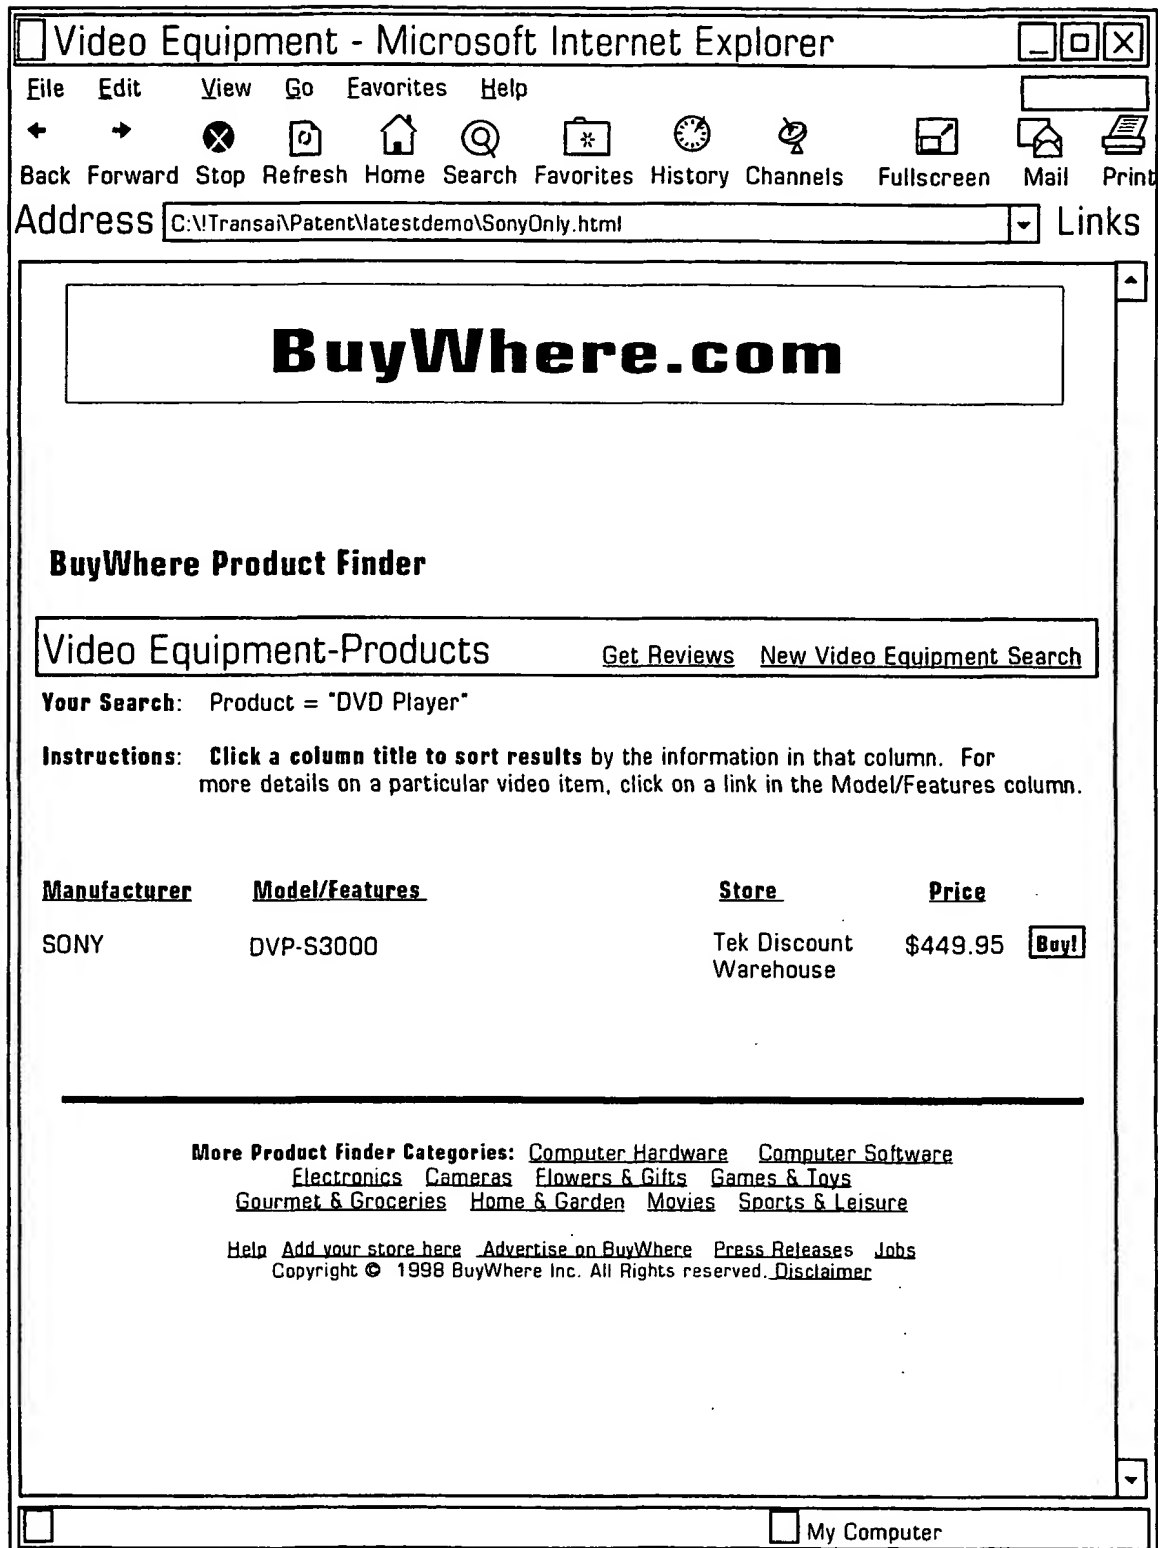 Video Equipment - Microsoft Internet Explorer
File Edit View Go Favorites Help
Back Forward Stop Refresh Home Search Favorites History Channels Fullscreen Mail Print
Address C:\!Transai\Patent\latestdemo\SonyOnly.html Links
BuyWhere.com
BuyWhere Product Finder
Video Equipment-Products Get Reviews New Video Equipment Search
Your Search: Product = "DVD Player"
Instructions: Click a column title to sort results by the information in that column. For
more details on a particular video item, click on a link in the Model/Features column.
Manufacturer Model/Features Store Price
SONY DVP-S3000 Tek Discount $449.95 Buy!
Warehouse
More Product Finder Categories: Computer Hardware Computer Software
Electronics Cameras Flowers & Gifts Games & Toys
Gourmet & Groceries Home & Garden Movies Sports & Leisure
Help Add your store here Advertise on BuyWhere Press Releases Jobs
Copyright © 1998 BuyWhere Inc. All Rights reserved. Disclaimer
My Computer